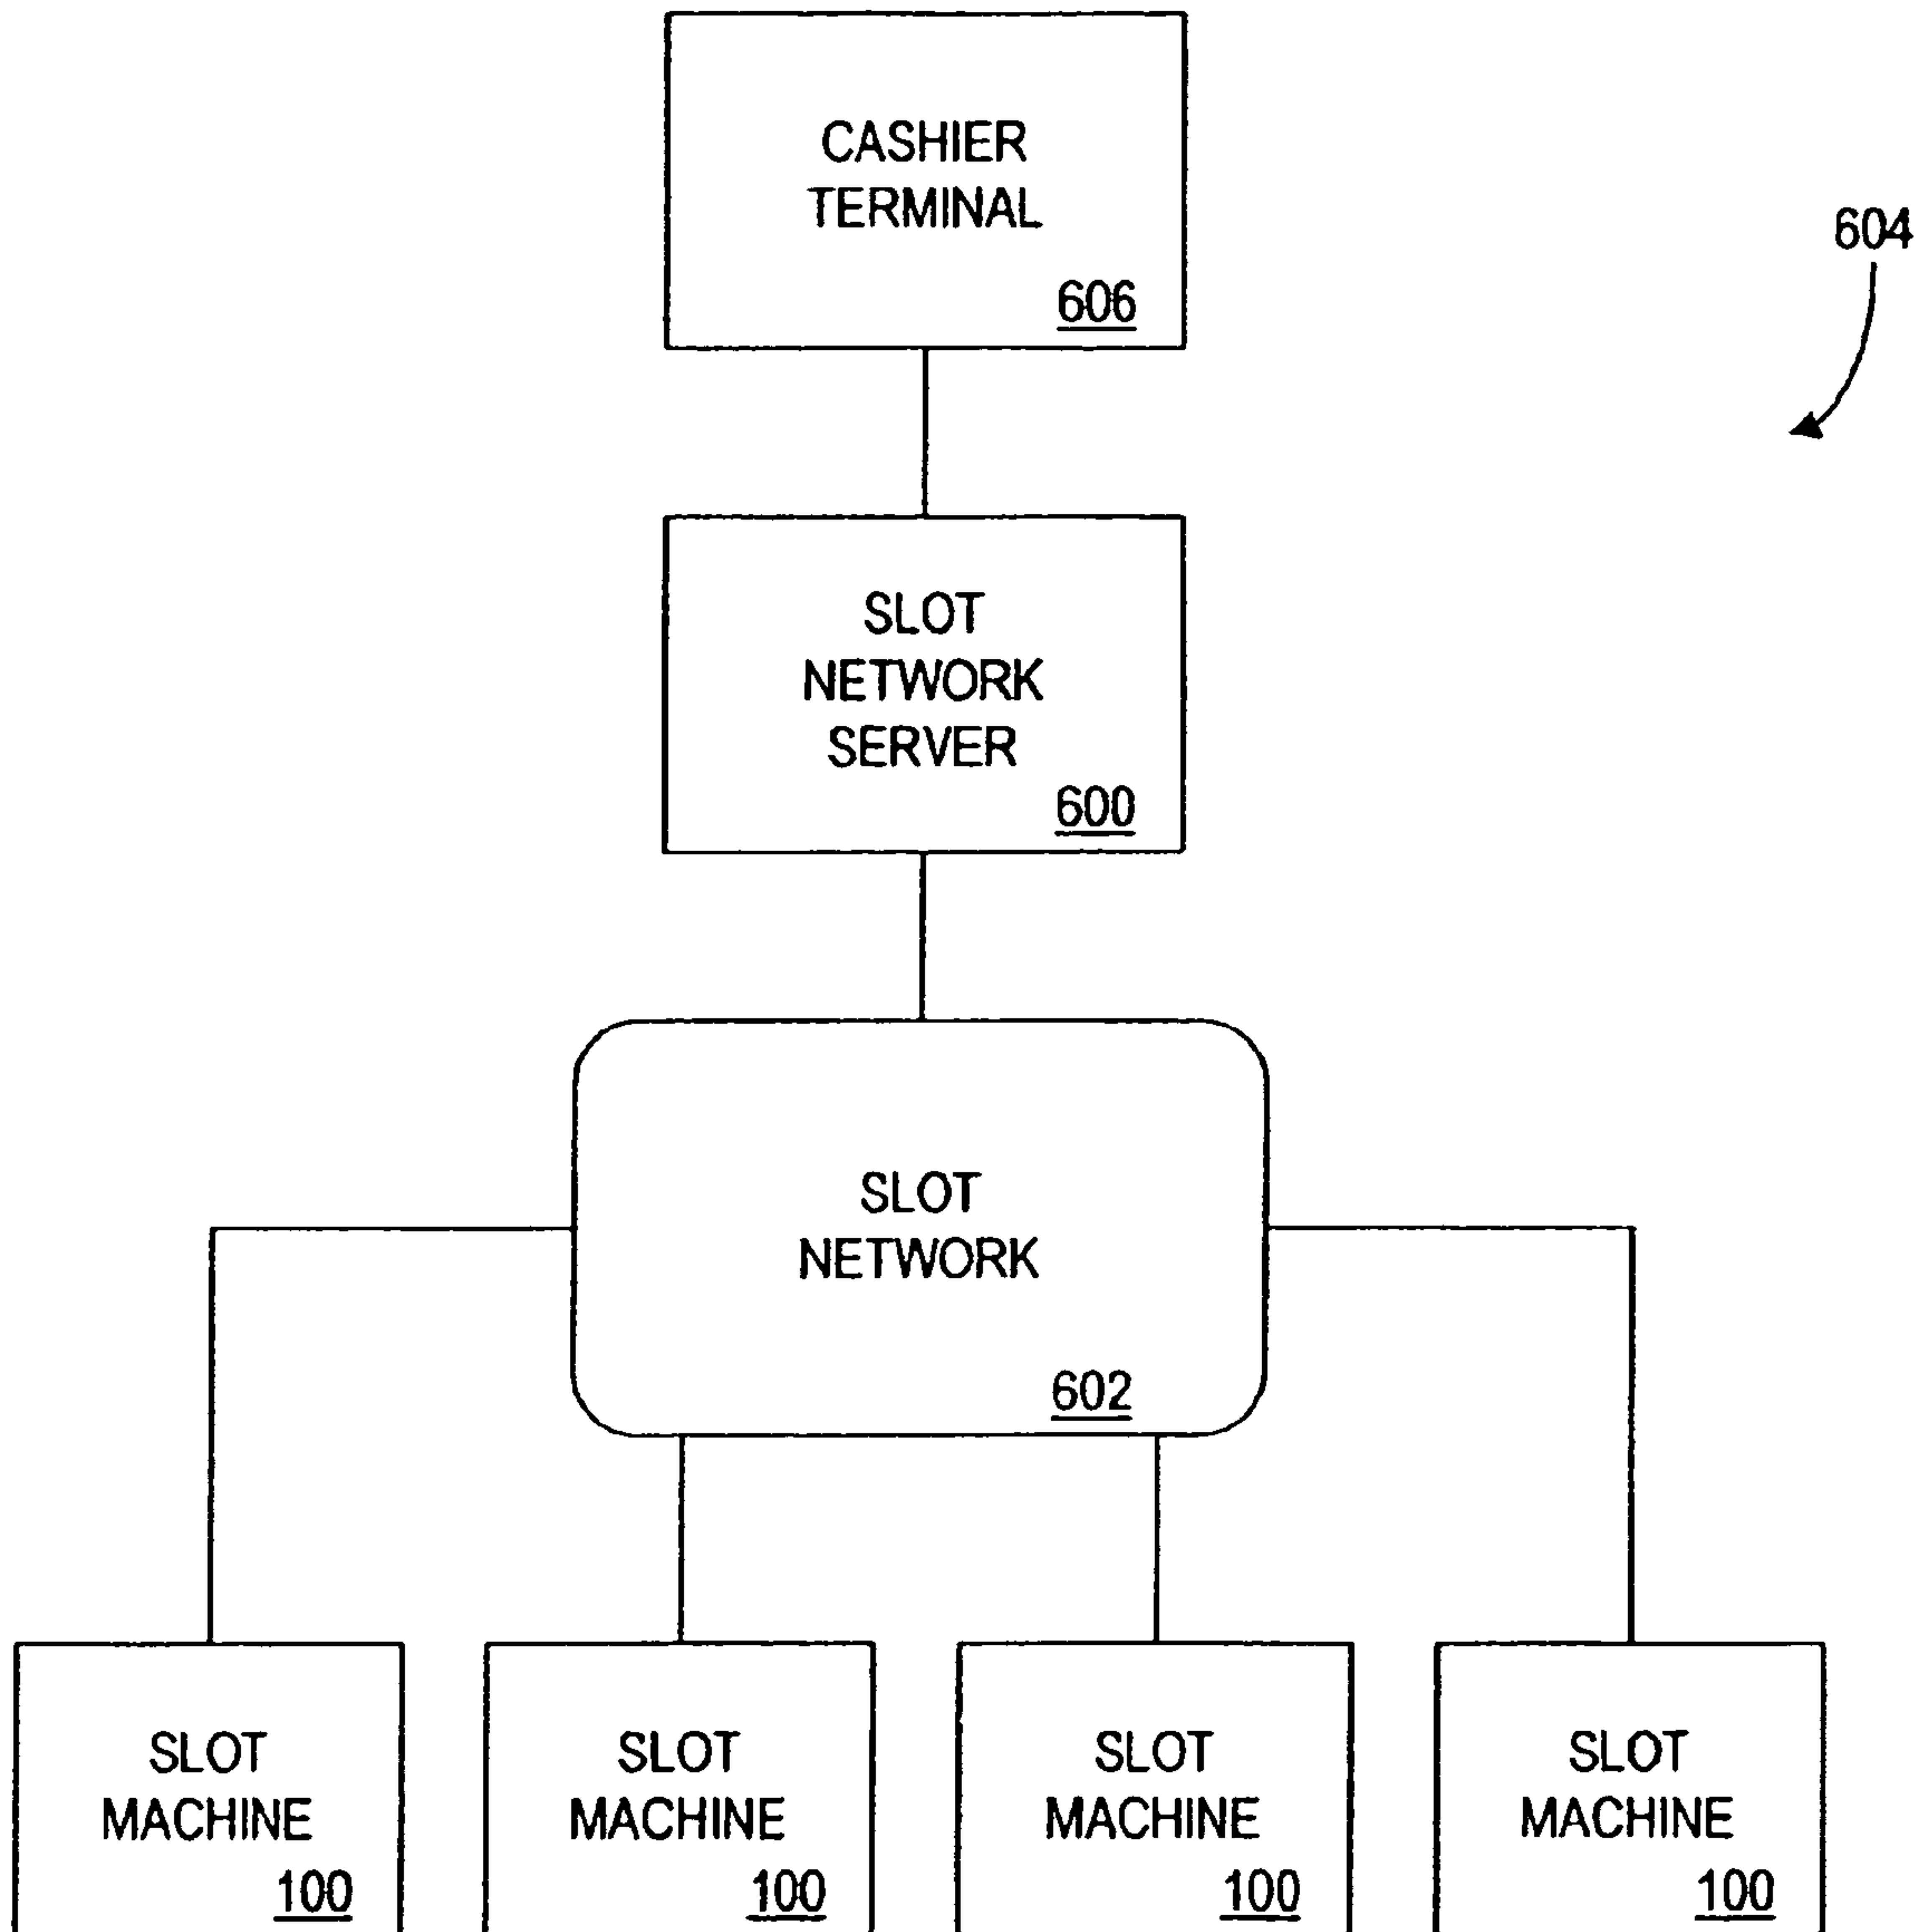 CASHIER
TERMINAL
606
604
SLOT
NETWORK
SERVER
600
SLOT
NETWORK
602
SLOT
MACHINE
100
SLOT
MACHINE
100
SLOT
MACHINE
100
SLOT
MACHINE
100